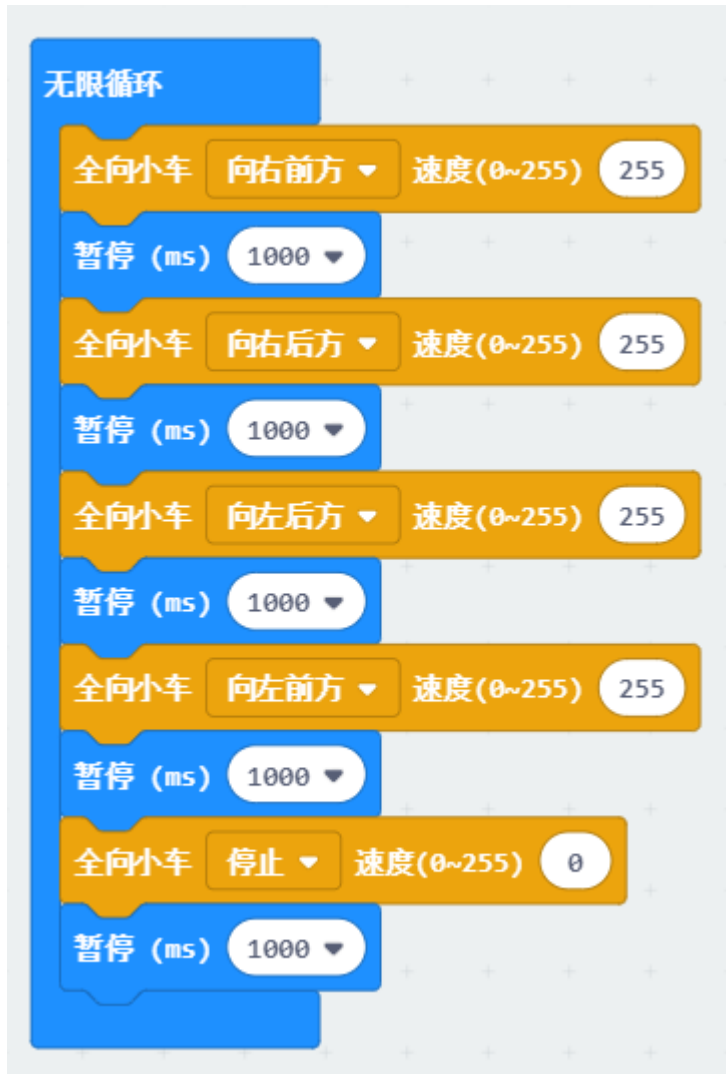 无限循环
全向小车 向右前方 速度(0~255) 255
暂停 (ms) 1000
全向小车 向右后方 速度(0~255) 255
暂停 (ms) 1000
全向小车 向左后方 速度(0~255) 255
暂停 (ms) 1000
全向小车 向左前方 速度(0~255) 255
暂停 (ms) 1000
全向小车 停止 速度(0~255) 0
暂停 (ms) 1000